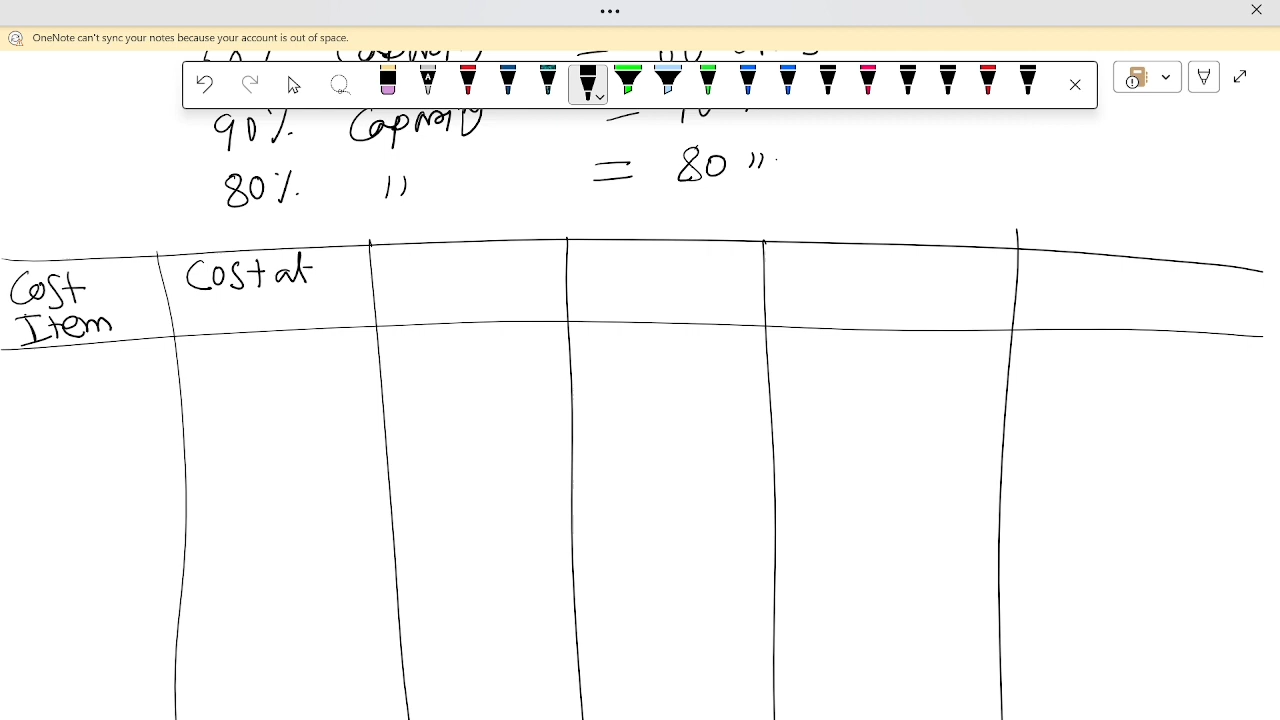 OneNote can't sync your notes because your account is out of space.
90% Capacity =
80% " = 80 "
Cost Item
Cost at